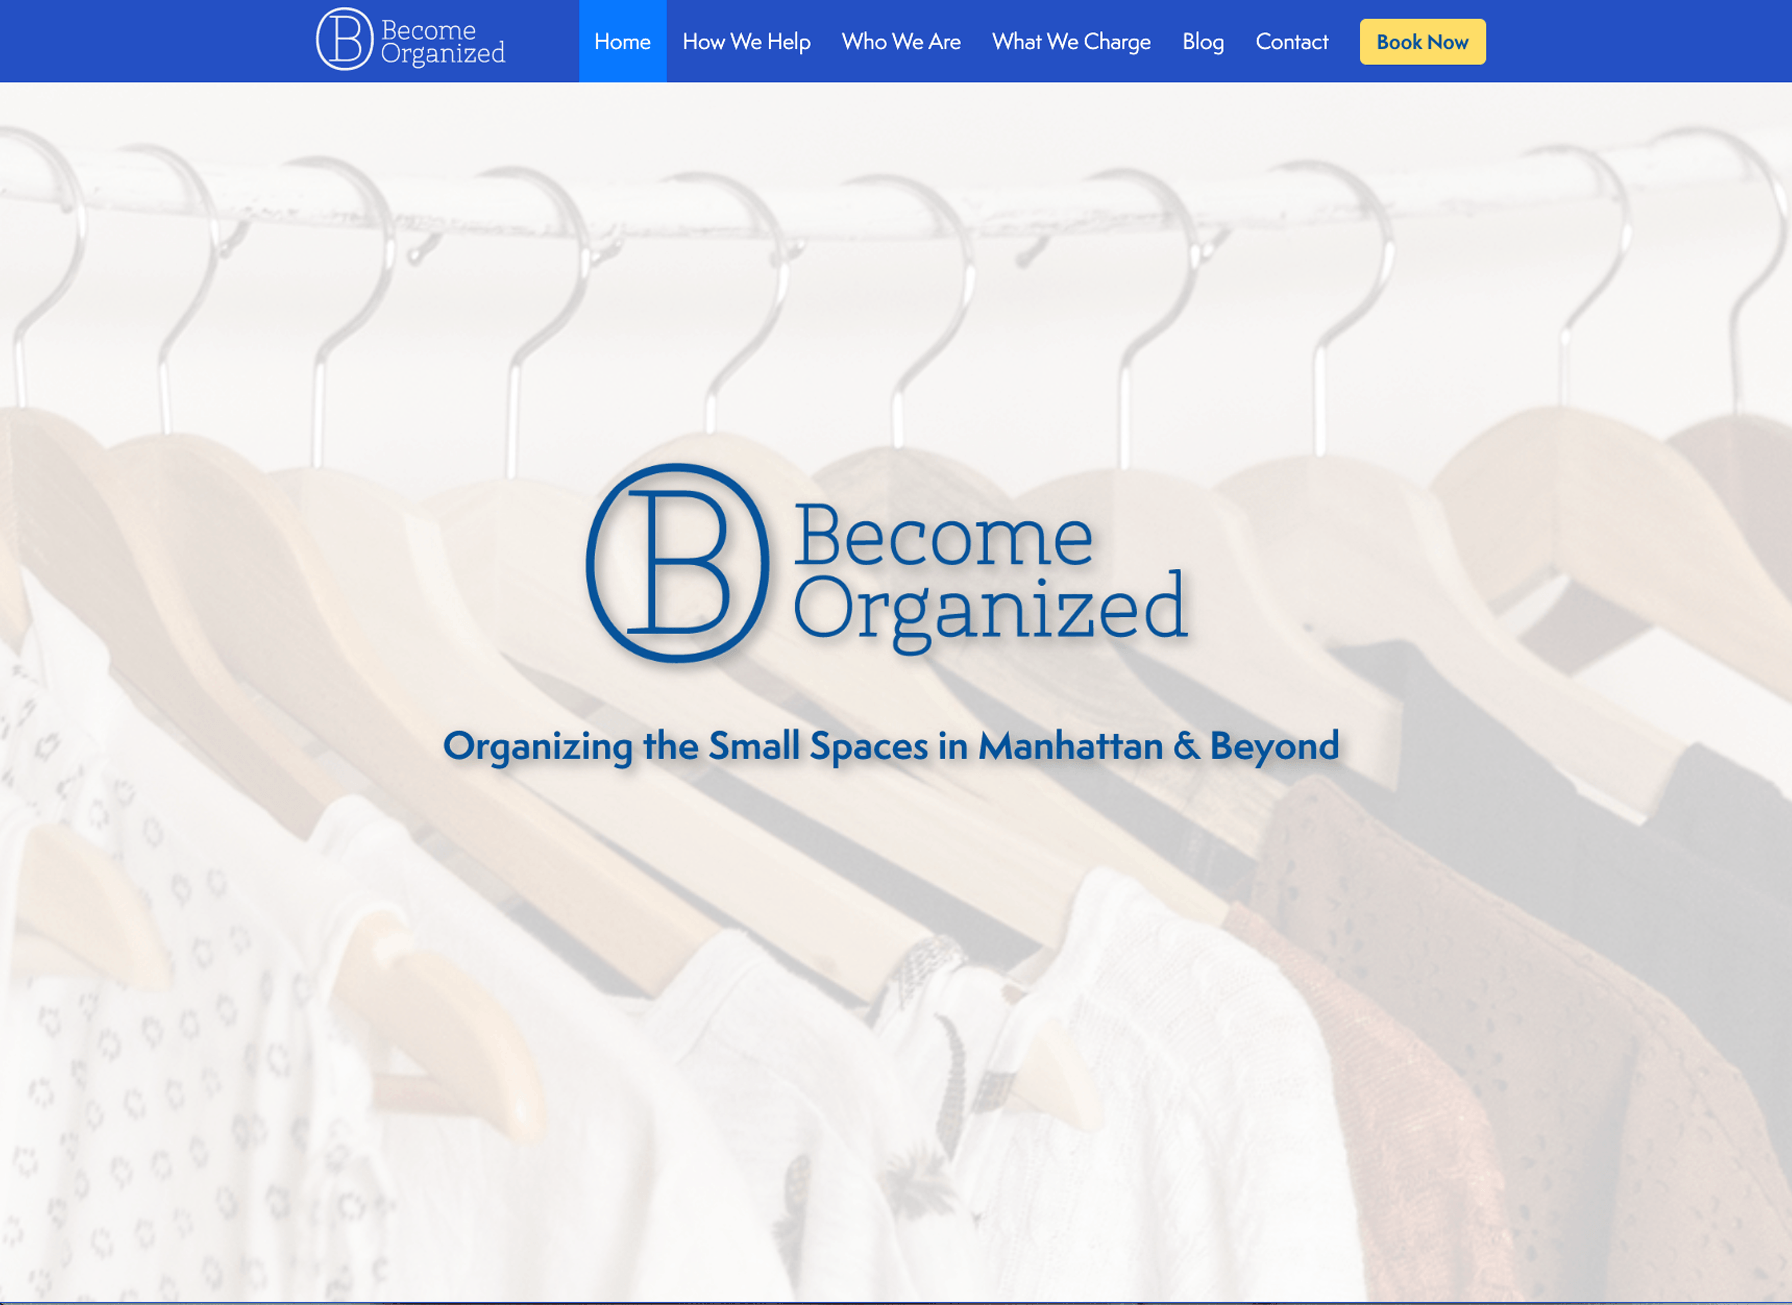 B Become
Organized
Home How We Help Who We Are What We Charge Blog Contact Book Now
B Become
Organized
Organizing the Small Spaces in Manhattan & Beyond